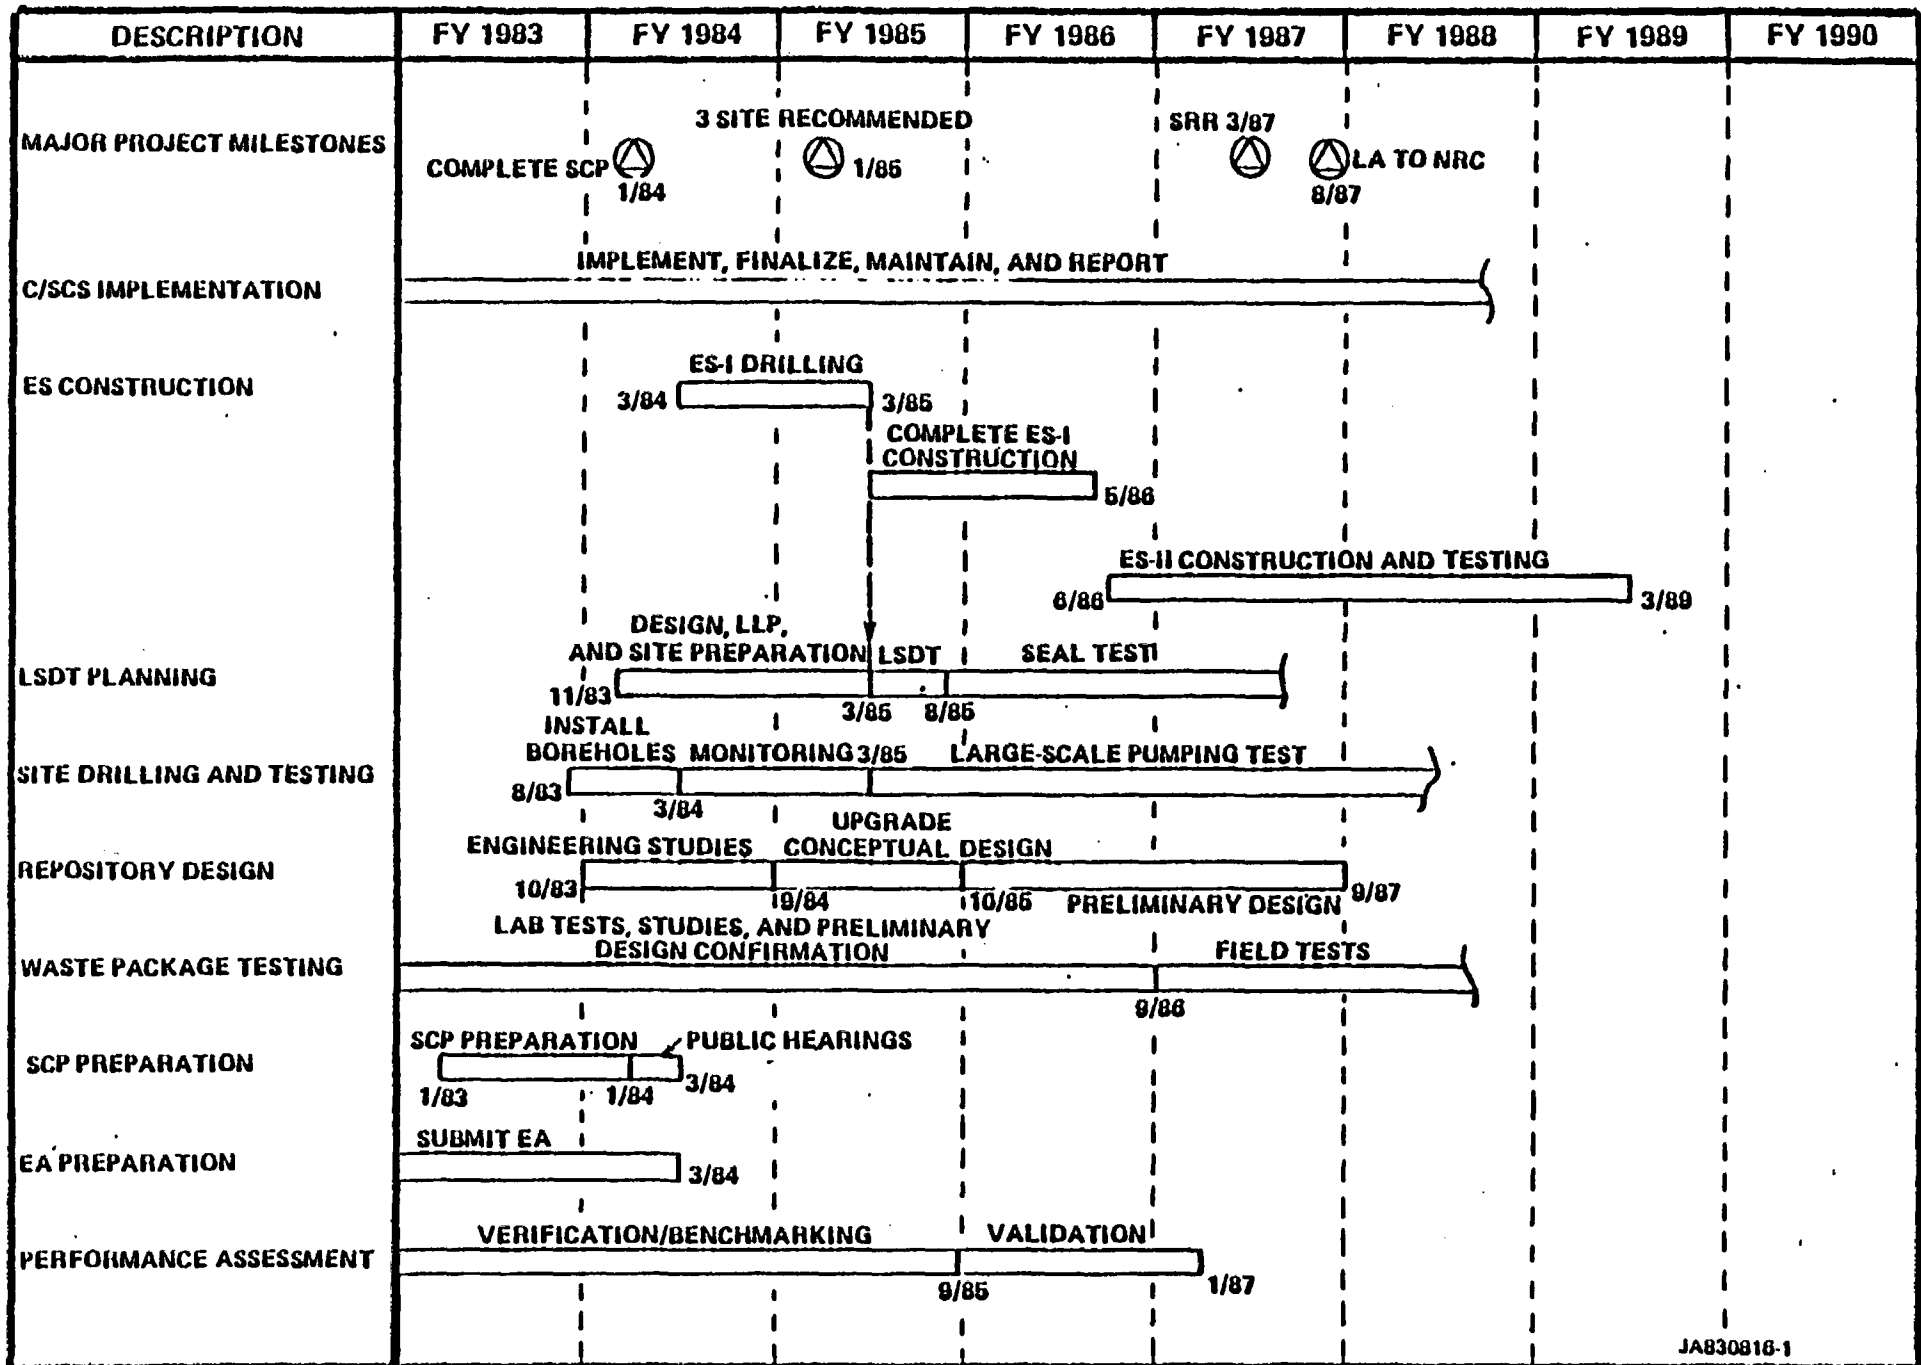 DESCRIPTION FY 1983 FY 1984 FY 1985 FY 1986 FY 1987 FY 1988 FY 1989 FY 1990
MAJOR PROJECT MILESTONES
3 SITE RECOMMENDED
SRR 3/87
COMPLETE SCP
1/84
1/85
LA TO NRC
8/87
C/SCS IMPLEMENTATION
IMPLEMENT, FINALIZE, MAINTAIN, AND REPORT
ES CONSTRUCTION
ES-I DRILLING
3/84
3/85
COMPLETE ES-I
CONSTRUCTION
5/86
ES-II CONSTRUCTION AND TESTING
6/86
3/89
LSDT PLANNING
DESIGN, LLP,
AND SITE PREPARATION
LSDT
SEAL TEST
11/83
3/85
8/85
SITE DRILLING AND TESTING
INSTALL
BOREHOLES
MONITORING
3/85
LARGE-SCALE PUMPING TEST
8/83
3/84
REPOSITORY DESIGN
ENGINEERING STUDIES
UPGRADE
CONCEPTUAL DESIGN
10/83
9/84
10/85
PRELIMINARY DESIGN
9/87
WASTE PACKAGE TESTING
LAB TESTS, STUDIES, AND PRELIMINARY
DESIGN CONFIRMATION
FIELD TESTS
9/86
SCP PREPARATION
SCP PREPARATION
PUBLIC HEARINGS
1/83
1/84
3/84
EA PREPARATION
SUBMIT EA
3/84
PERFORMANCE ASSESSMENT
VERIFICATION/BENCHMARKING
VALIDATION
9/85
1/87
JA830816-1